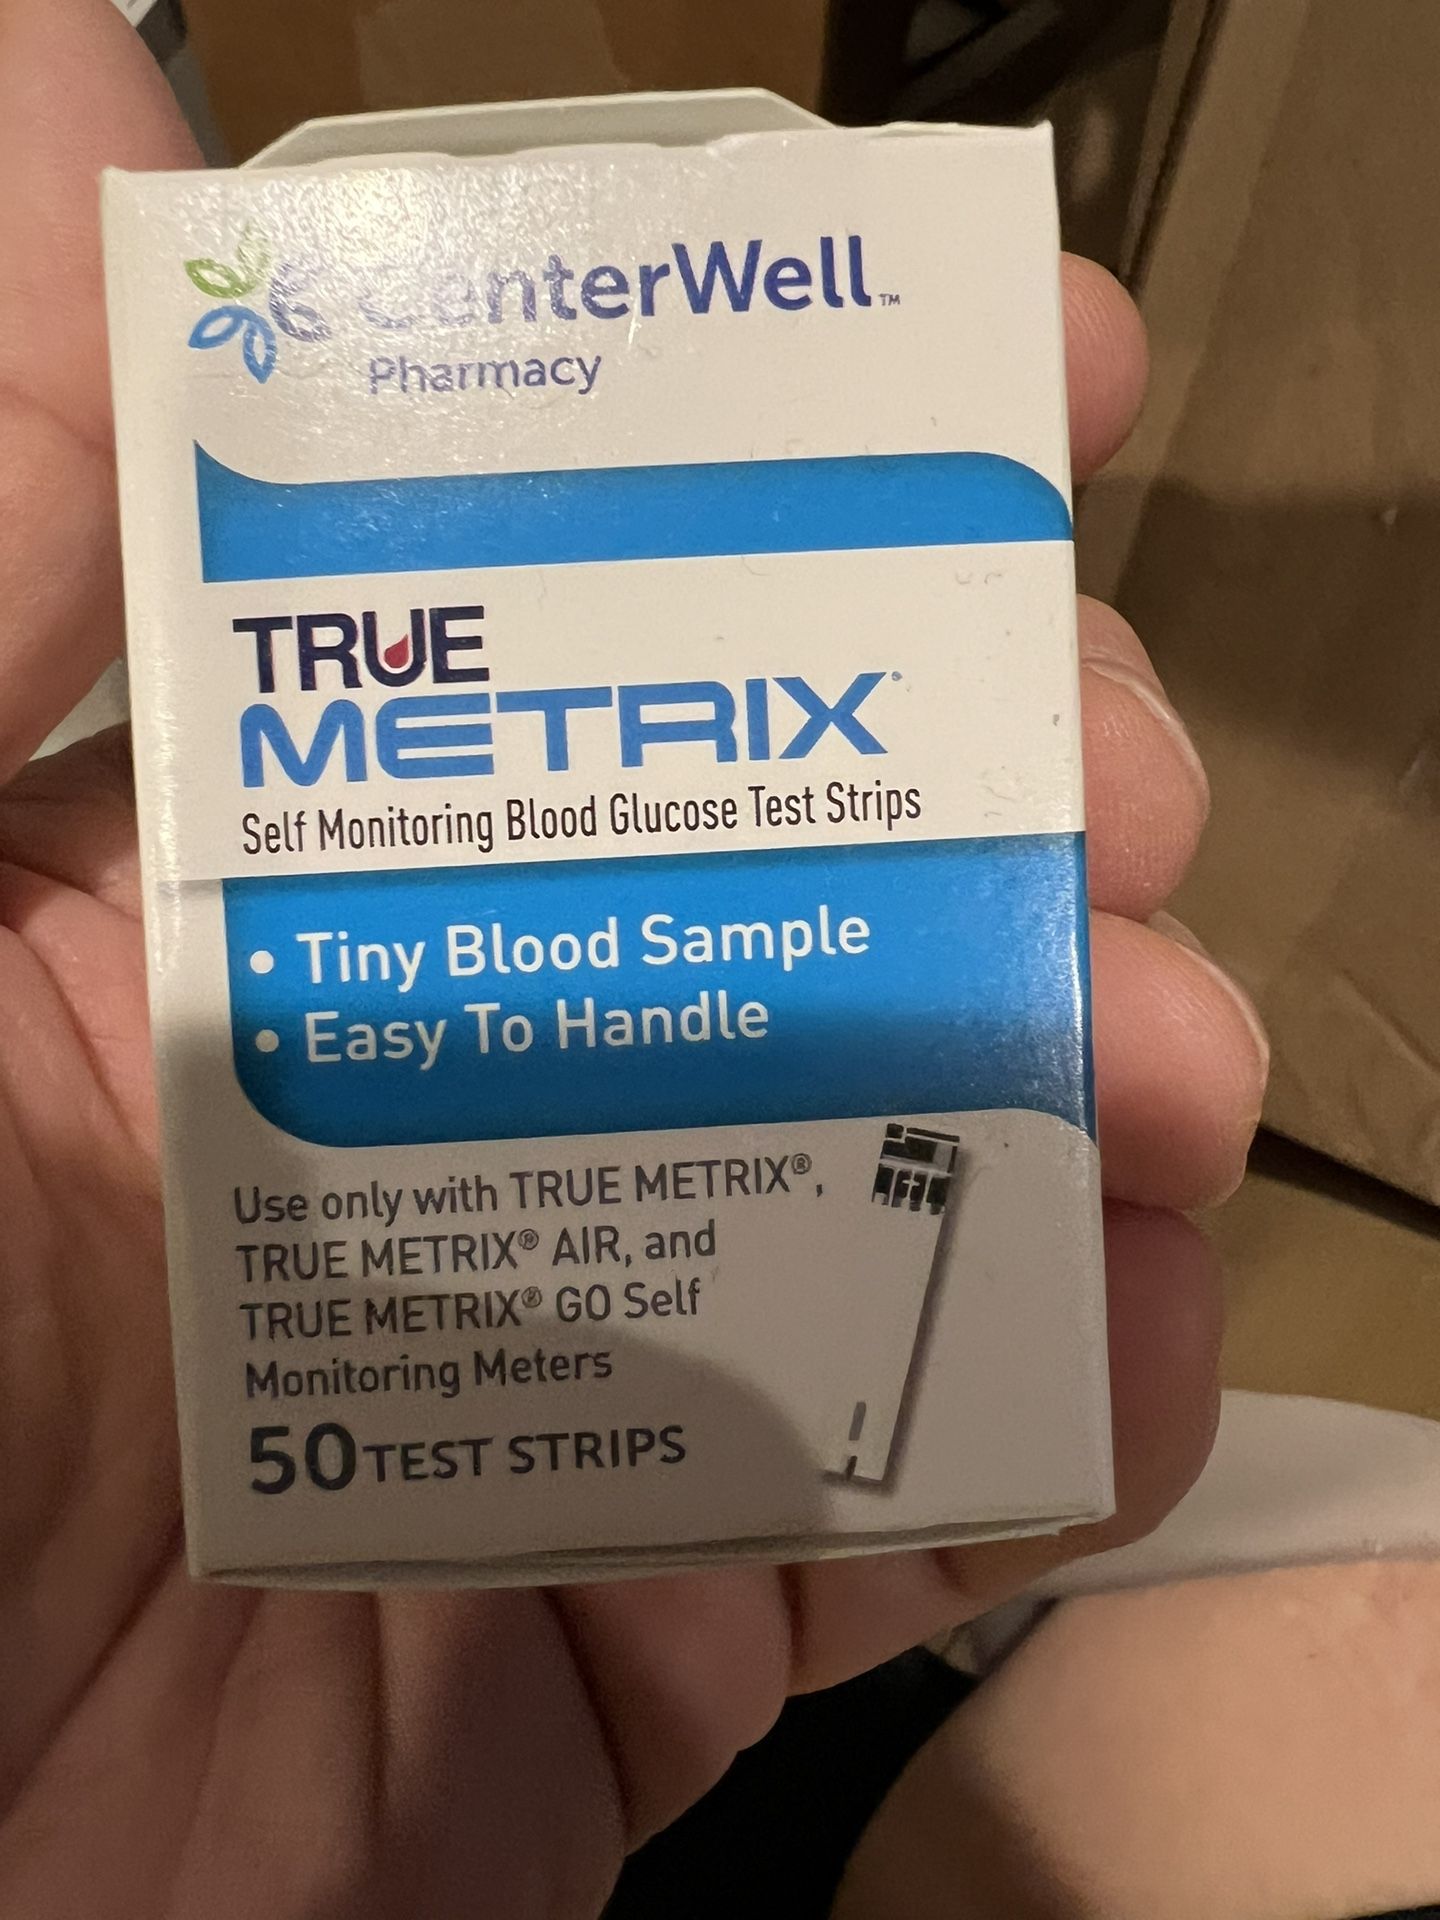 CenterWell™
Pharmacy
TRUE
METRIX®
Self Monitoring Blood Glucose Test Strips
• Tiny Blood Sample
• Easy To Handle
Use only with TRUE METRIX®,
TRUE METRIX® AIR, and
TRUE METRIX® GO Self
Monitoring Meters
50 TEST STRIPS